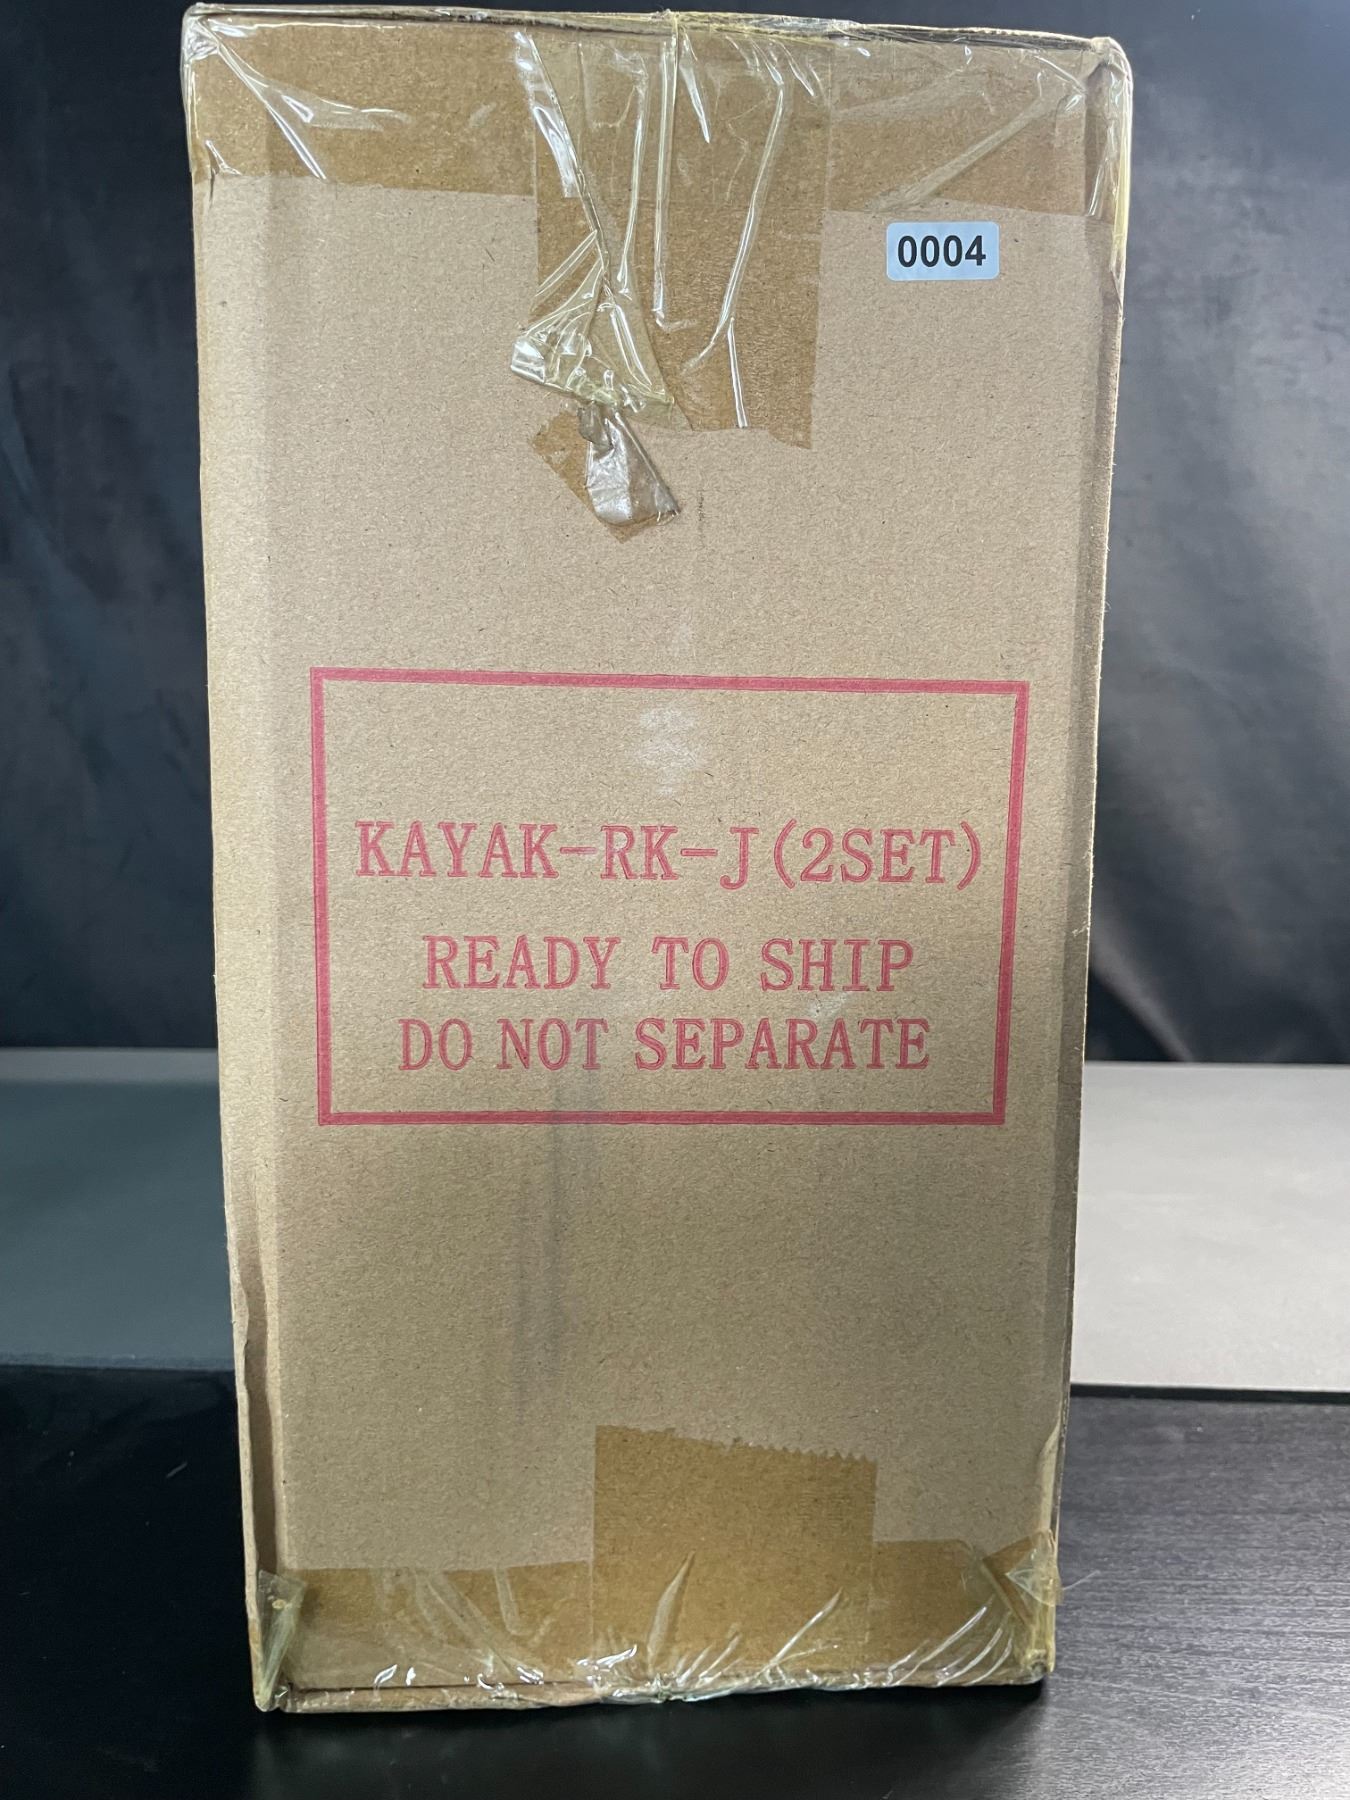 0004
KAYAK-RK-J(2SET)
READY TO SHIP
DO NOT SEPARATE